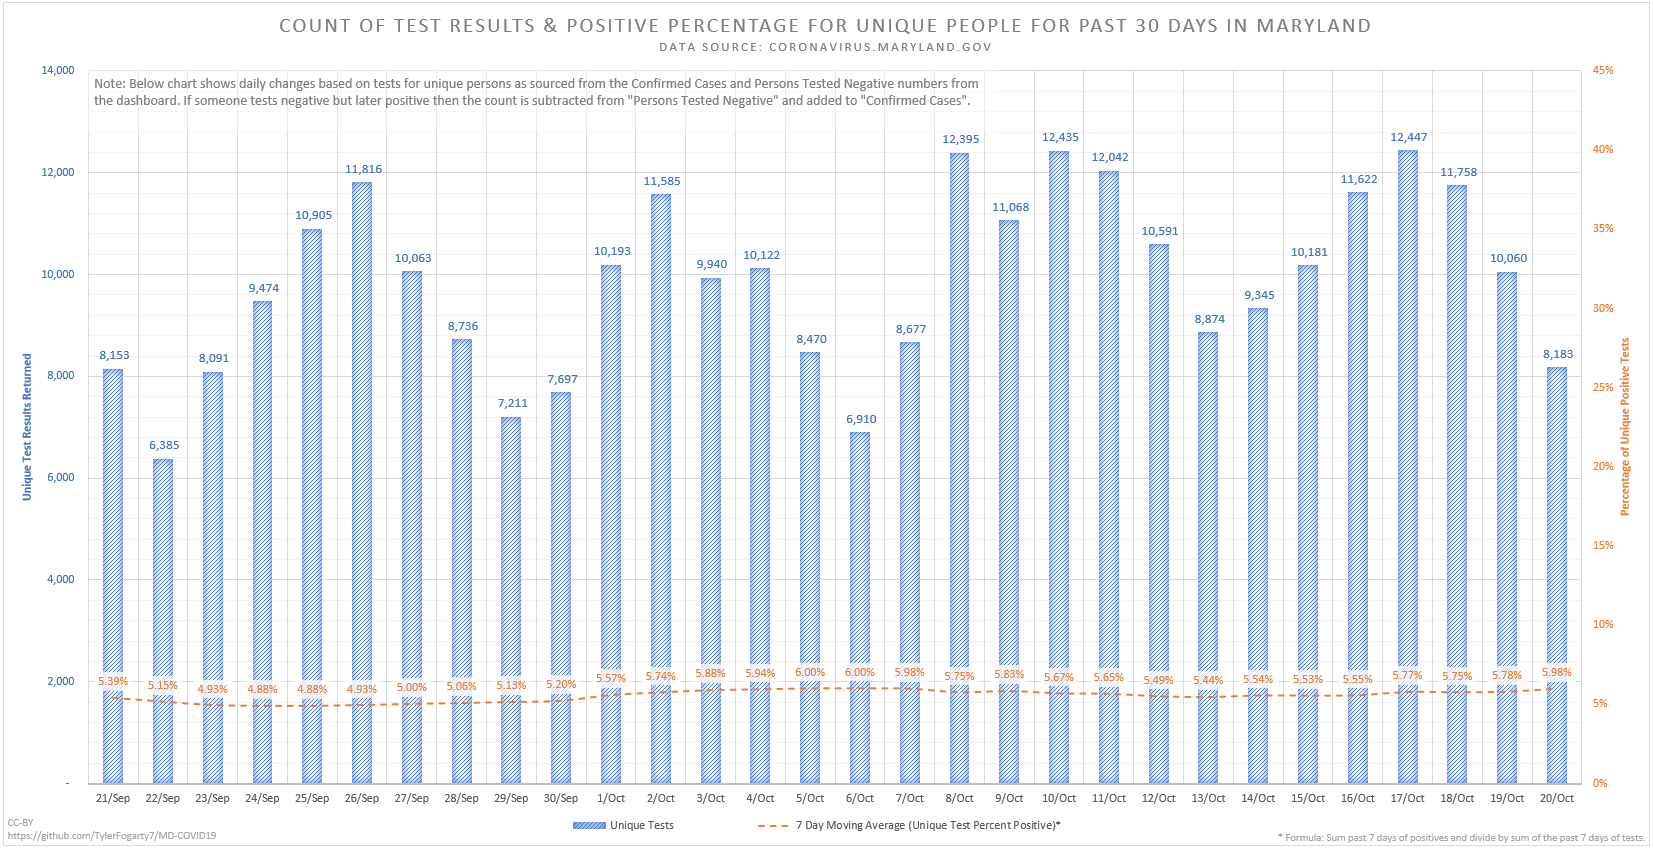 COUNT OF TEST RESULTS & POSITIVE PERCENTAGE FOR UNIQUE PEOPLE FOR PAST 30 DAYS IN MARYLAND
DATA SOURCE: CORONAVIRUS.MARYLAND.GOV
Note: Below chart shows daily changes based on tests for unique persons as sourced from the Confirmed Cases and Persons Tested Negative numbers from
the dashboard. If someone tests negative but later positive then the count is subtracted from "Persons Tested Negative" and added to "Confirmed Cases".
Unique Test Results Returned
14,000
12,000
10,000
8,000
6,000
4,000
2,000
-
8,153 6,385 8,091 9,474 10,905 11,816 10,063 8,736 7,211 7,697 10,193 11,585 9,940 10,122 8,470 6,910 8,677 12,395 11,068 12,435 12,042 10,591 8,874 9,345 10,181 11,622 12,447 11,758 10,060 8,183
5.39% 5.15% 4.93% 4.88% 4.88% 4.93% 5.00% 5.06% 5.13% 5.20% 5.57% 5.74% 5.88% 5.94% 6.00% 6.00% 5.98% 5.75% 5.83% 5.67% 5.65% 5.49% 5.44% 5.54% 5.53% 5.55% 5.77% 5.75% 5.78% 5.98%
45%
40%
35%
30%
25%
20%
15%
10%
5%
0%
Percentage of Unique Positive Tests
21/Sep 22/Sep 23/Sep 24/Sep 25/Sep 26/Sep 27/Sep 28/Sep 29/Sep 30/Sep 1/Oct 2/Oct 3/Oct 4/Oct 5/Oct 6/Oct 7/Oct 8/Oct 9/Oct 10/Oct 11/Oct 12/Oct 13/Oct 14/Oct 15/Oct 16/Oct 17/Oct 18/Oct 19/Oct 20/Oct
Unique Tests 7 Day Moving Average (Unique Test Percent Positive)*
CC-BY
https://github.com/TylerFogarty7/MD-COVID19
* Formula: Sum past 7 days of positives and divide by sum of the past 7 days of tests.